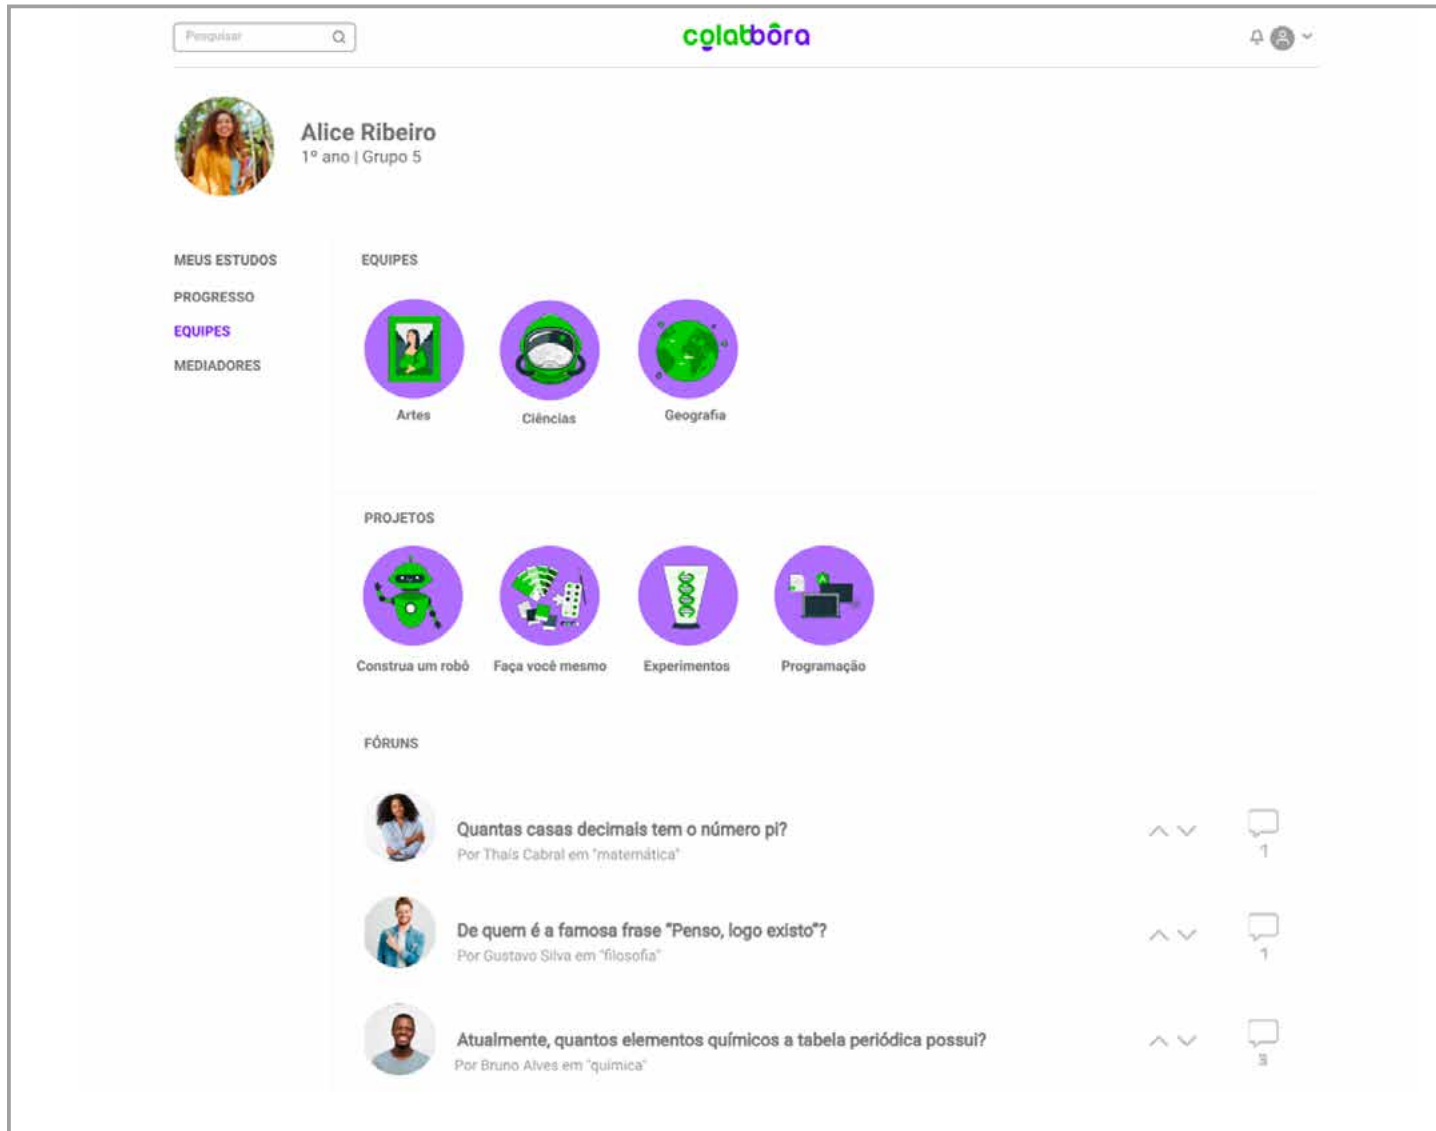 Pesquisar
colabbôra
Alice Ribeiro
1º ano | Grupo 5
MEUS ESTUDOS
PROGRESSO
EQUIPES
MEDIADORES
EQUIPES
Artes
Ciências
Geografia
PROJETOS
Construa um robô
Faça você mesmo
Experimentos
Programação
FÓRUNS
Quantas casas decimais tem o número pi?
Por Thaís Cabral em "matemática"
1
De quem é a famosa frase “Penso, logo existo”?
Por Gustavo Silva em "filosofia"
1
Atualmente, quantos elementos químicos a tabela periódica possui?
Por Bruno Alves em "química"
3